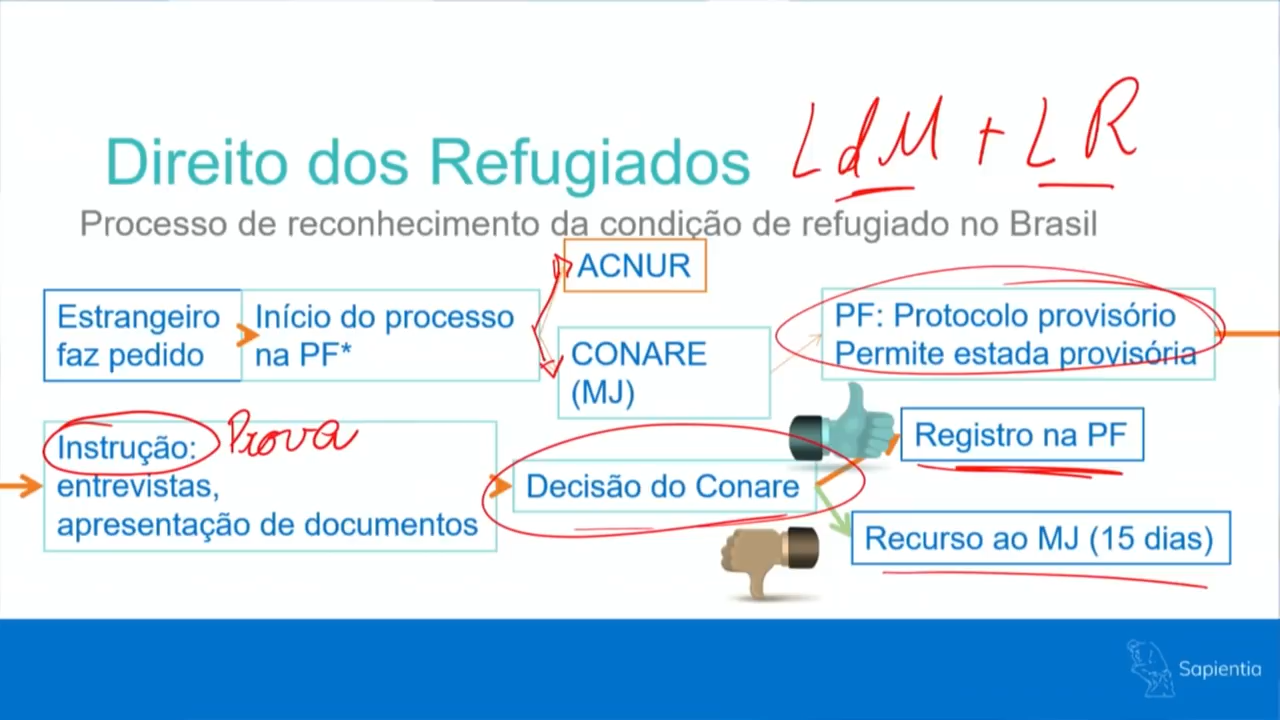 LdM + LR
Direito dos Refugiados
Processo de reconhecimento da condição de refugiado no Brasil
ACNUR
Estrangeiro
faz pedido
Início do processo
na PF*
CONARE
(MJ)
PF: Protocolo provisório
Permite estada provisória
Instrução: Prova
entrevistas,
apresentação de documentos
Decisão do Conare
Registro na PF
Recurso ao MJ (15 dias)
Sapientia